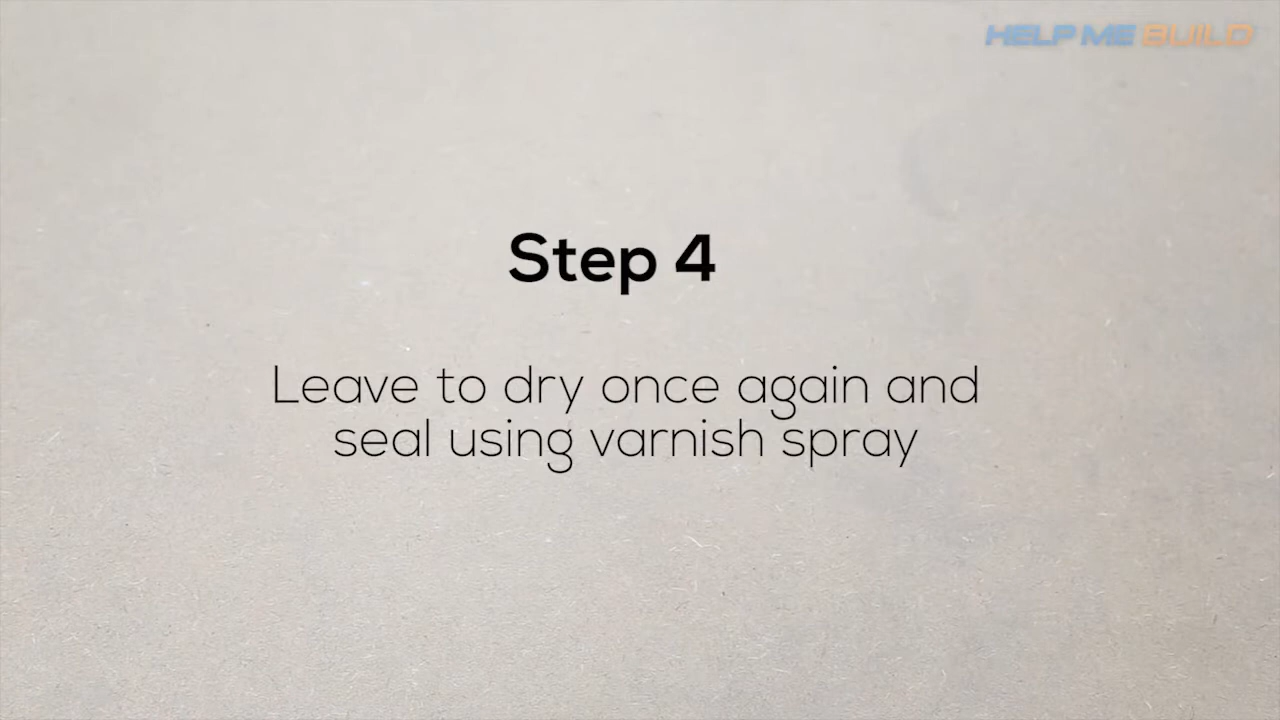 HELP ME BUILD
Step 4
Leave to dry once again and
seal using varnish spray